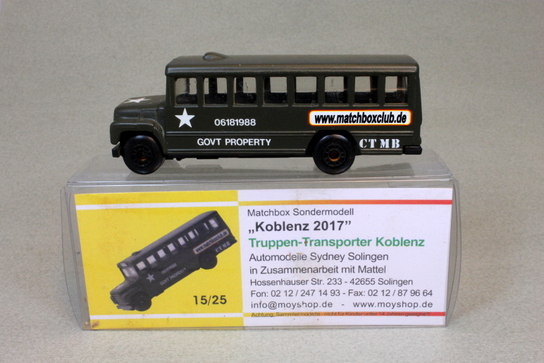 06181988
www.matchboxclub.de
GOVT PROPERTY
CTMB
Matchbox Sondermodell
„Koblenz 2017”
Truppen-Transporter Koblenz
Automodelle Sydney Solingen
in Zusammenarbeit mit Mattel
Hossenhauser Str. 233 - 42655 Solingen
Fon: 02 12 / 247 14 93 - Fax: 02 12 / 87 96 64
info@moyshop.de - www.moyshop.de
15/25